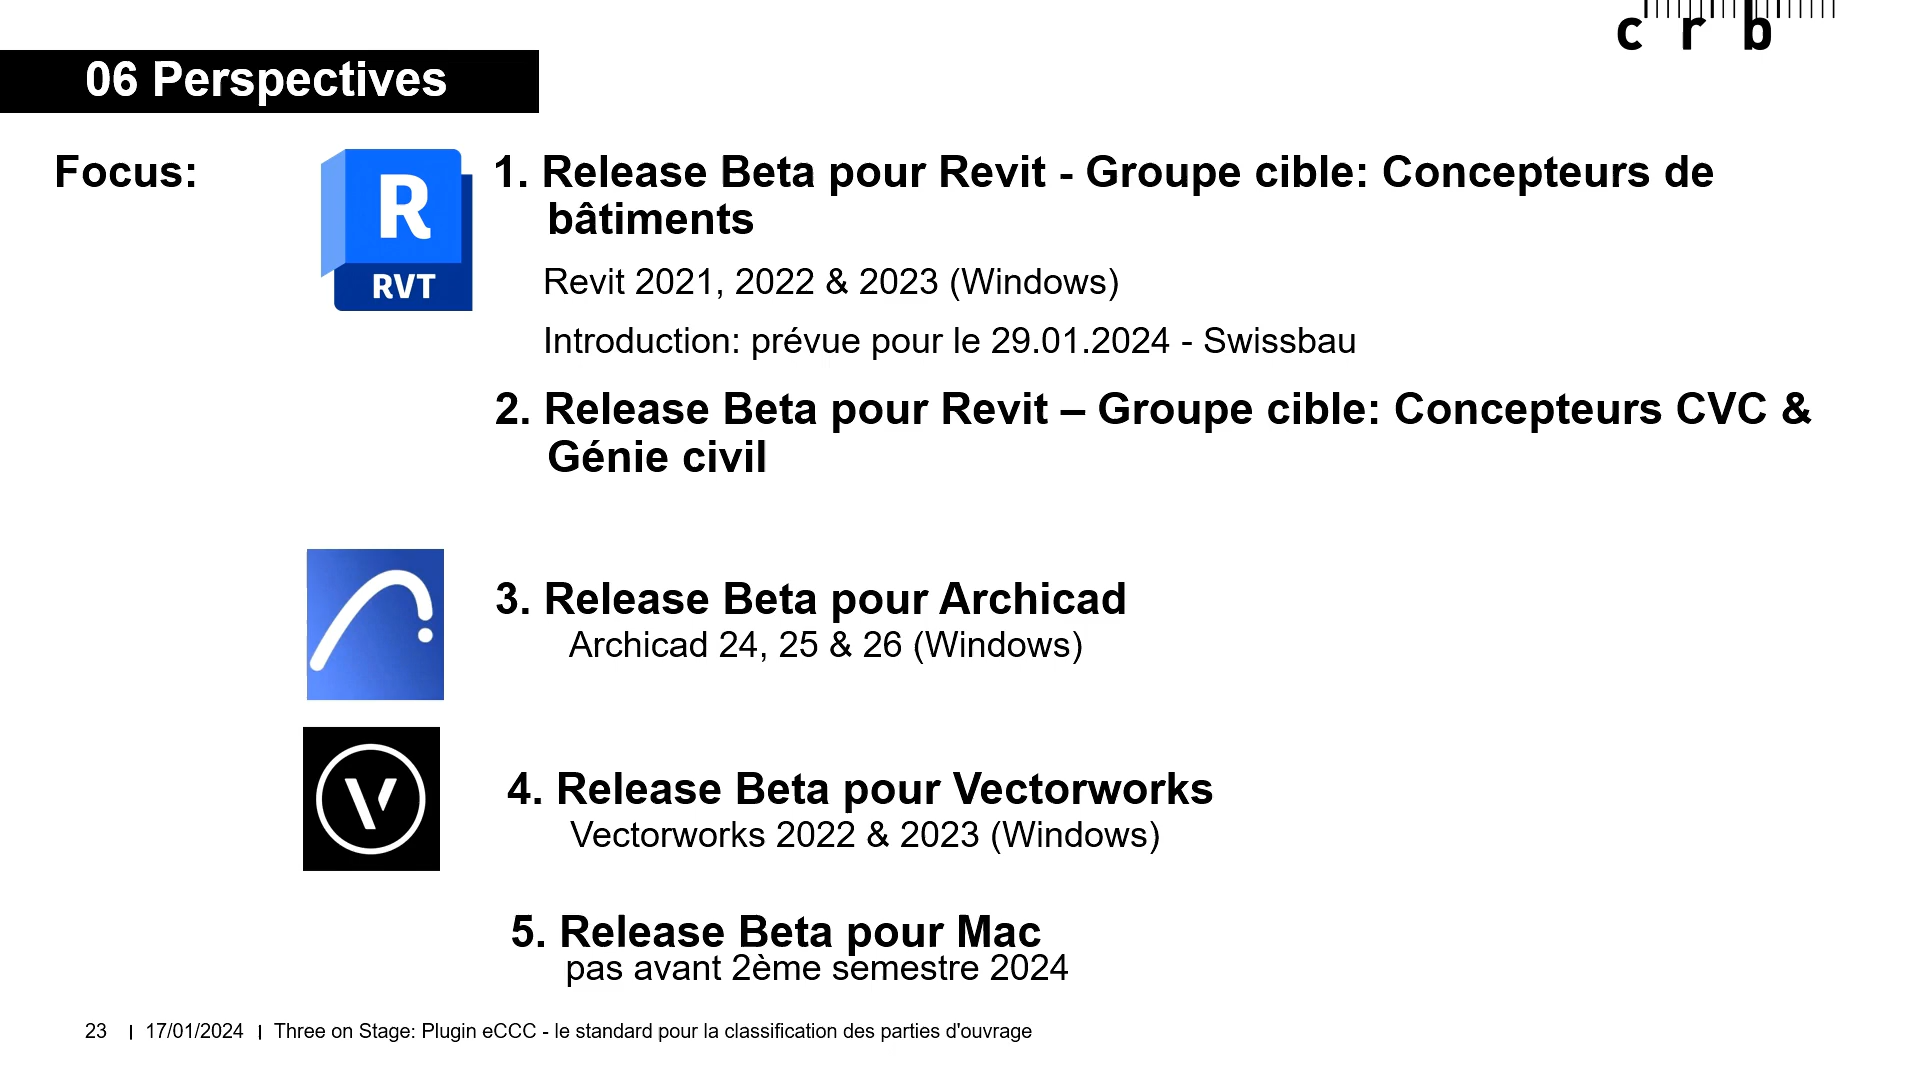 crb
06 Perspectives
Focus:
R
RVT
1. Release Beta pour Revit - Groupe cible: Concepteurs de
bâtiments
Revit 2021, 2022 & 2023 (Windows)
Introduction: prévue pour le 29.01.2024 - Swissbau
2. Release Beta pour Revit – Groupe cible: Concepteurs CVC &
Génie civil
3. Release Beta pour Archicad
Archicad 24, 25 & 26 (Windows)
V
4. Release Beta pour Vectorworks
Vectorworks 2022 & 2023 (Windows)
5. Release Beta pour Mac
pas avant 2ème semestre 2024
23 | 17/01/2024 | Three on Stage: Plugin eCCC - le standard pour la classification des parties d'ouvrage